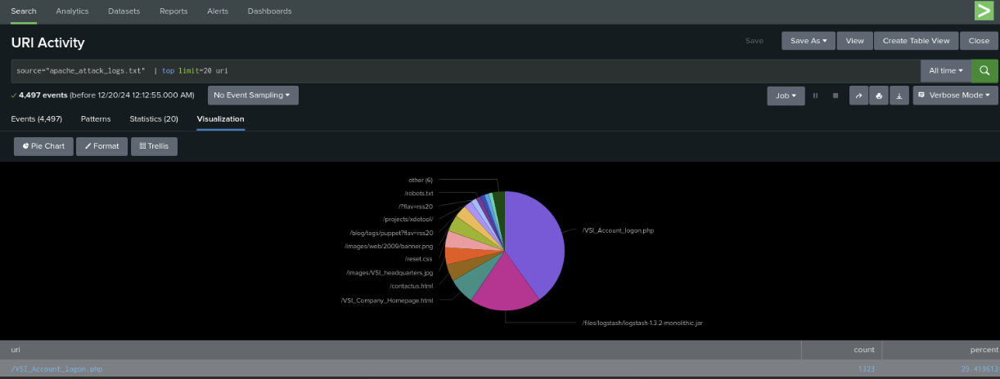 Search Analytics Datasets Reports Alerts Dashboards
URI Activity
Save Save As View Create Table View Close
source="apache_attack_logs.txt" | top limit=20 uri
All time
4,497 events (before 12/20/24 12:12:55.000 AM) No Event Sampling
Job Verbose Mode
Events (4,497) Patterns Statistics (20) Visualization
Pie Chart Format Trellis
other (6)
/robots.txt
/?flav=rss20
/projects/xdotool/
/blog/tags/puppet?flav=rss20
/images/web/2009/banner.png
/reset.css
/images/VSI_headquarters.jpg
/contactus.html
/VSI_Company_Homepage.html
/VSI_Account_logon.php
/files/logstash/logstash-1.3.2-monolithic.jar
uri count percent
/VSI_Account_logon.php 1323 29.419613